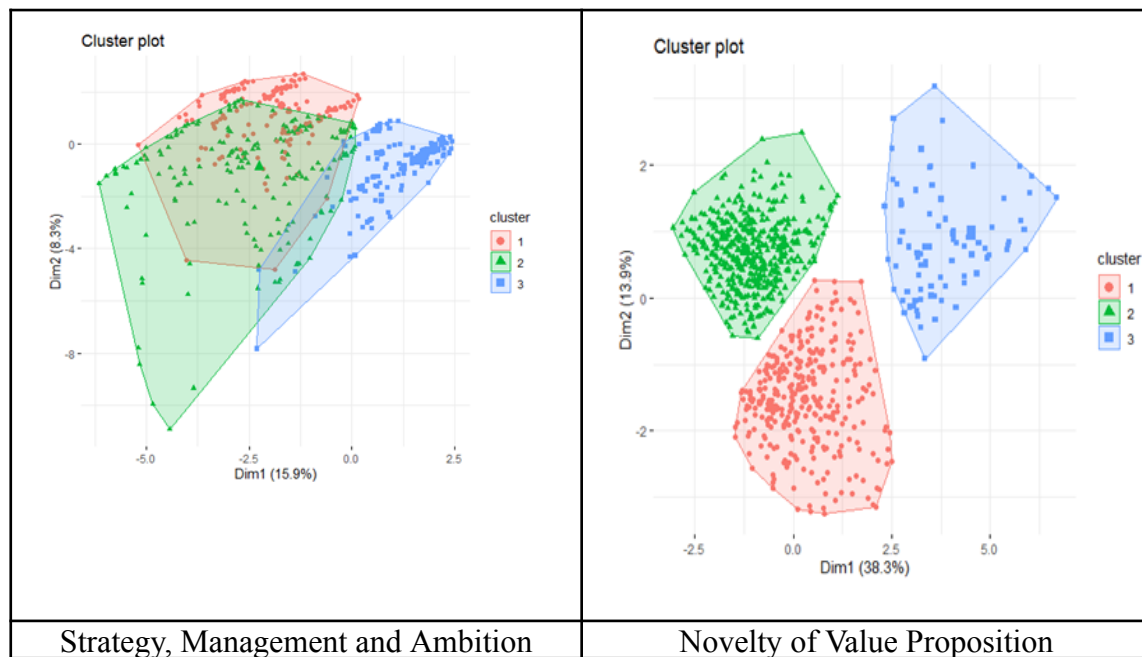 Cluster plot
0
-4
-8
Dim2 (8.3%)
-5.0
-2.5
0.0
2.5
Dim1 (15.9%)
cluster
1
2
3
Strategy, Management and Ambition
Cluster plot
2
0
-2
Dim2 (13.9%)
-2.5
0.0
2.5
5.0
Dim1 (38.3%)
cluster
1
2
3
Novelty of Value Proposition